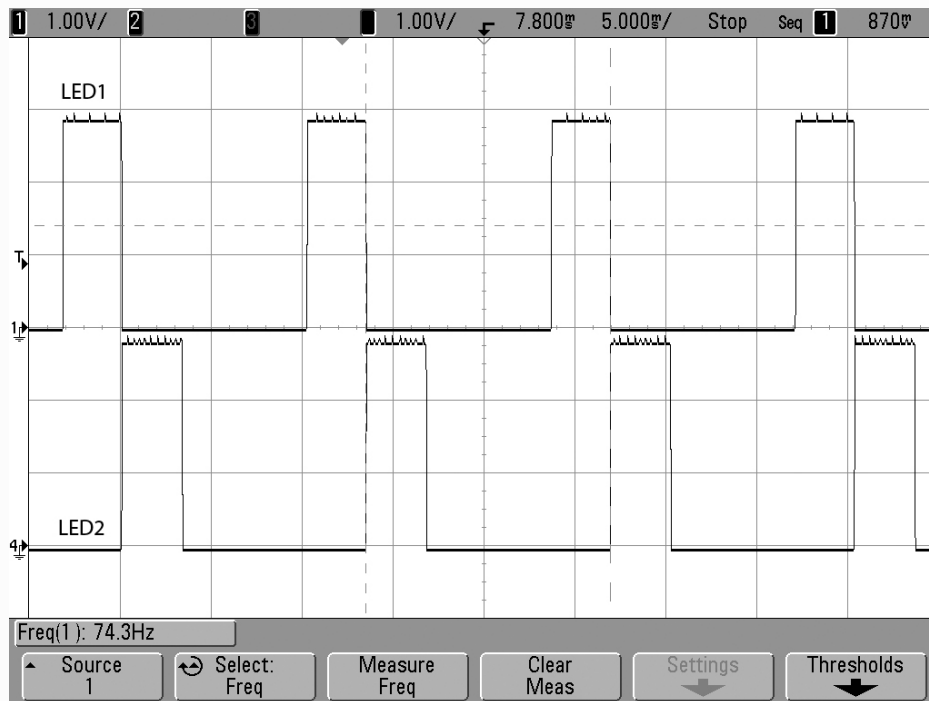 1 1.00V/ 2 3 1.00V/ 7.800ms 5.000ms/ Stop Seq 1 870mV
LED1
T
1
LED2
4
Freq(1): 74.3Hz
Source Select: Measure Clear Settings Thresholds
1 Freq Freq Meas